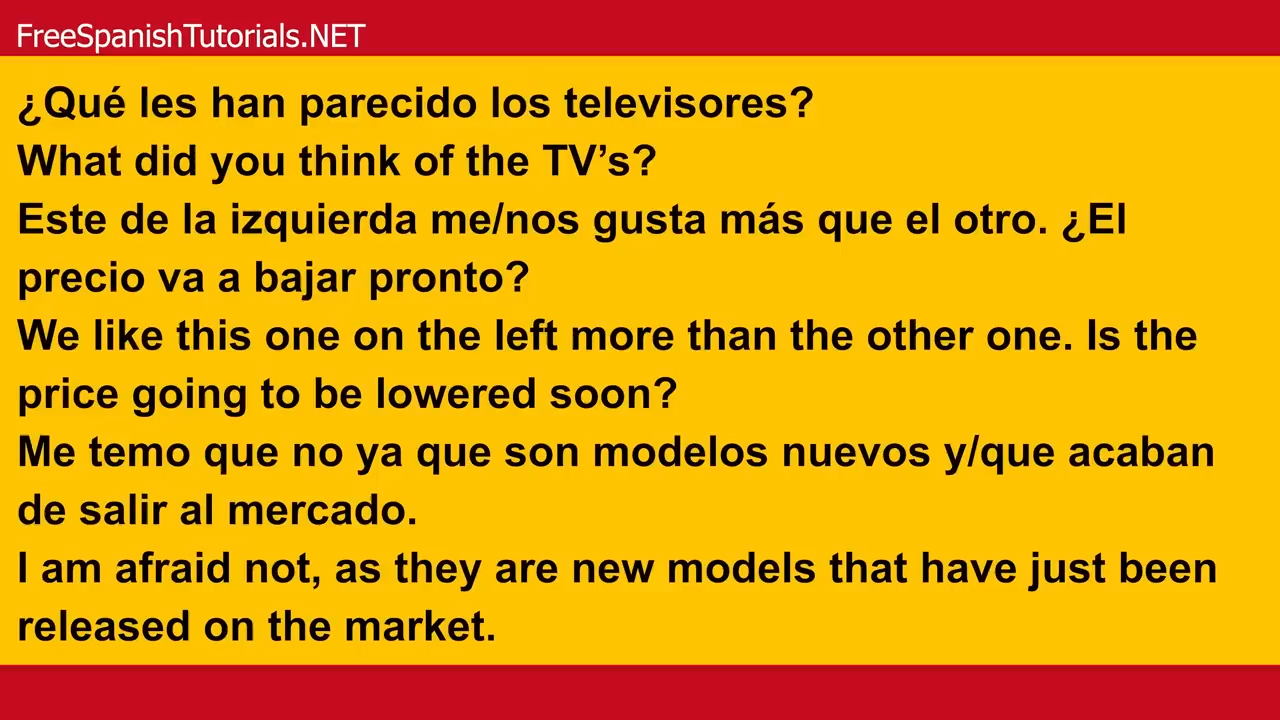 FreeSpanishTutorials.NET
¿Qué les han parecido los televisores?
What did you think of the TV’s?
Este de la izquierda me/nos gusta más que el otro. ¿El
precio va a bajar pronto?
We like this one on the left more than the other one. Is the
price going to be lowered soon?
Me temo que no ya que son modelos nuevos y/que acaban
de salir al mercado.
I am afraid not, as they are new models that have just been
released on the market.